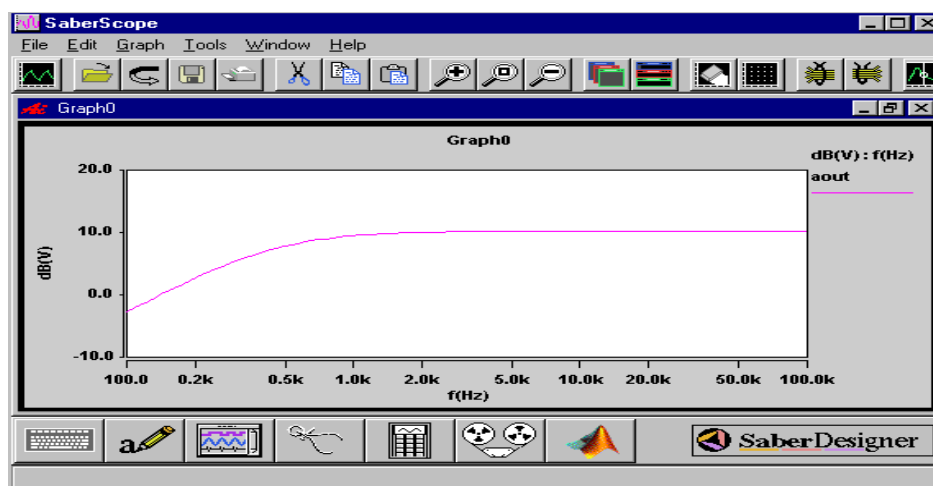 SaberScope
File Edit Graph Tools Window Help
Graph0
Graph0
dB(V) : f(Hz)
aout
20.0
10.0
0.0
-10.0
dB(V)
100.0 0.2k 0.5k 1.0k 2.0k 5.0k 10.0k 20.0k 50.0k 100.0k
f(Hz)
a
SaberDesigner